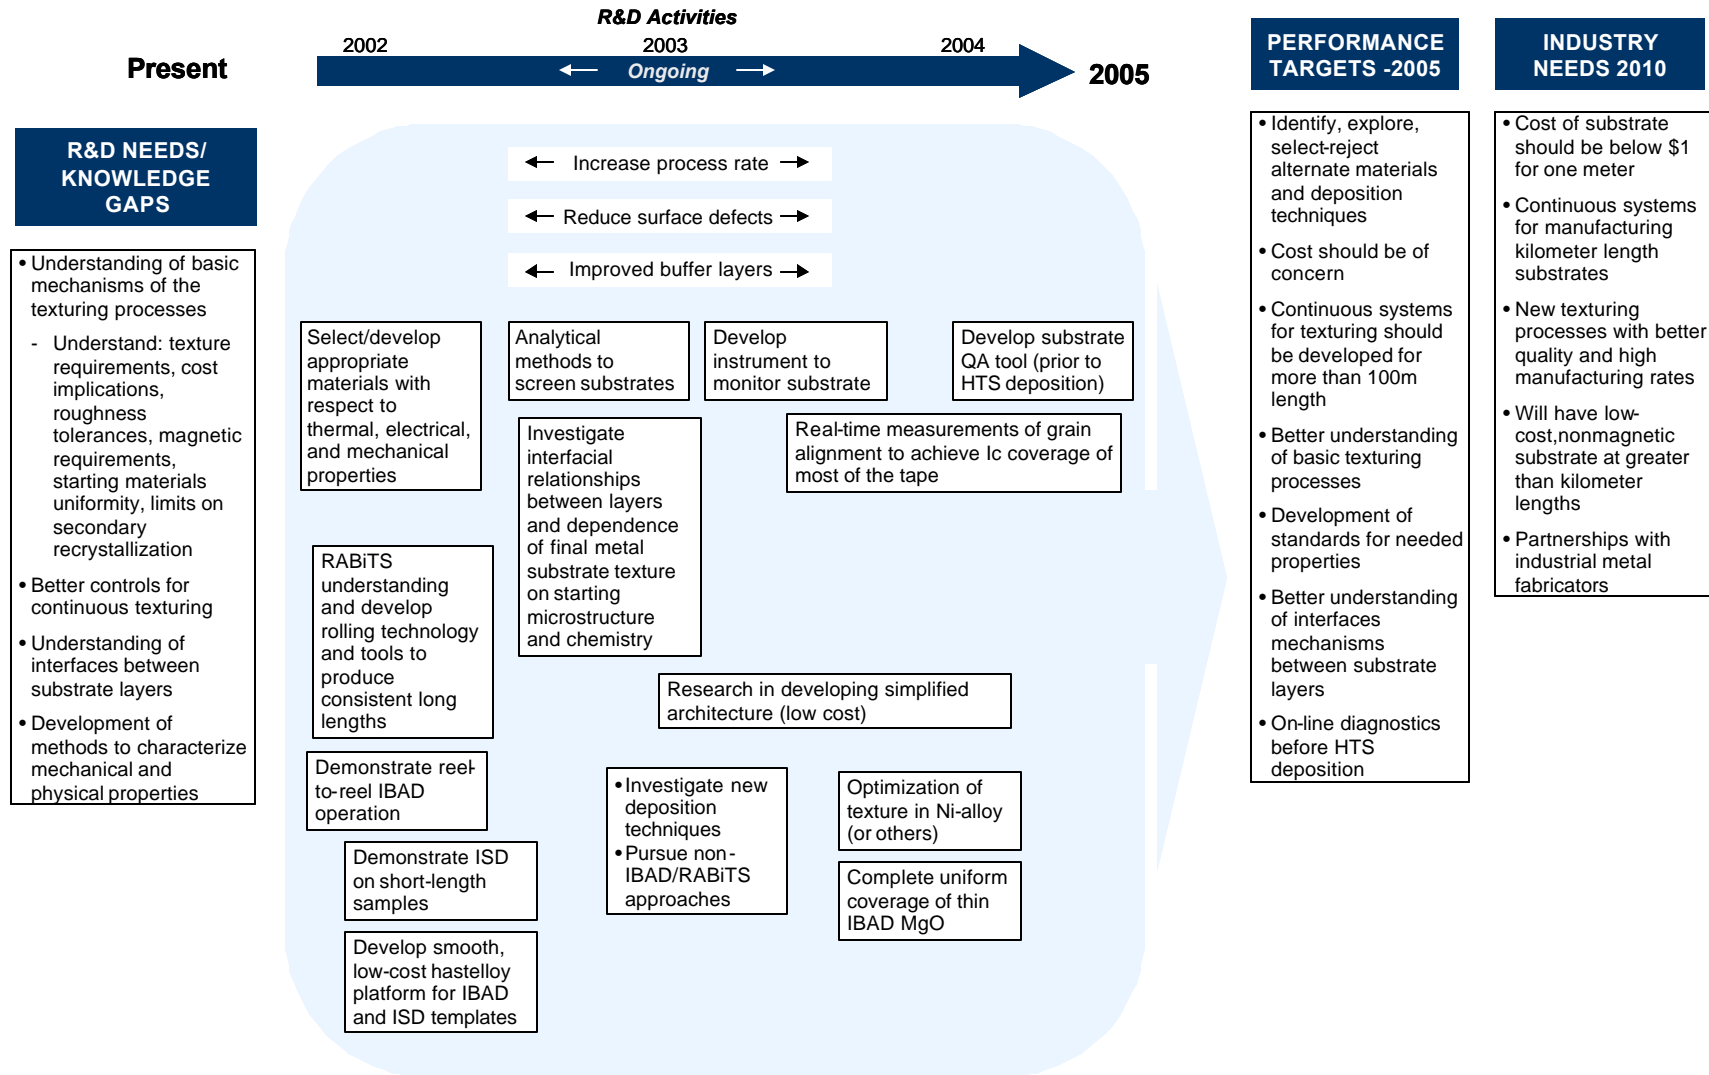 R&D Activities
2002
2003
2004
Present
← Ongoing →
2005
R&D NEEDS/
KNOWLEDGE
GAPS
• Understanding of basic
mechanisms of the
texturing processes
- Understand: texture
requirements, cost
implications,
roughness
tolerances, magnetic
requirements,
starting materials
uniformity, limits on
secondary
recrystallization
• Better controls for
continuous texturing
• Understanding of
interfaces between
substrate layers
• Development of
methods to characterize
mechanical and
physical properties
← Increase process rate →
← Reduce surface defects →
← Improved buffer layers →
Select/develop
appropriate
materials with
respect to
thermal, electrical,
and mechanical
properties
Analytical
methods to
screen substrates
Develop
instrument to
monitor substrate
Develop substrate
QA tool (prior to
HTS deposition)
Investigate
interfacial
relationships
between layers
and dependence
of final metal
substrate texture
on starting
microstructure
and chemistry
Real-time measurements of grain
alignment to achieve Ic coverage of
most of the tape
RABiTS
understanding
and develop
rolling technology
and tools to
produce
consistent long
lengths
Research in developing simplified
architecture (low cost)
Demonstrate reel-
to-reel IBAD
operation
• Investigate new
deposition
techniques
• Pursue non-
IBAD/RABiTS
approaches
Optimization of
texture in Ni-alloy
(or others)
Demonstrate ISD
on short-length
samples
Complete uniform
coverage of thin
IBAD MgO
Develop smooth,
low-cost hastelloy
platform for IBAD
and ISD templates
PERFORMANCE
TARGETS -2005
• Identify, explore,
select-reject
alternate materials
and deposition
techniques
• Cost should be of
concern
• Continuous systems
for texturing should
be developed for
more than 100m
length
• Better understanding
of basic texturing
processes
• Development of
standards for needed
properties
• Better understanding
of interfaces
mechanisms
between substrate
layers
• On-line diagnostics
before HTS
deposition
INDUSTRY
NEEDS 2010
• Cost of substrate
should be below $1
for one meter
• Continuous systems
for manufacturing
kilometer length
substrates
• New texturing
processes with better
quality and high
manufacturing rates
• Will have low-
cost,nonmagnetic
substrate at greater
than kilometer
lengths
• Partnerships with
industrial metal
fabricators